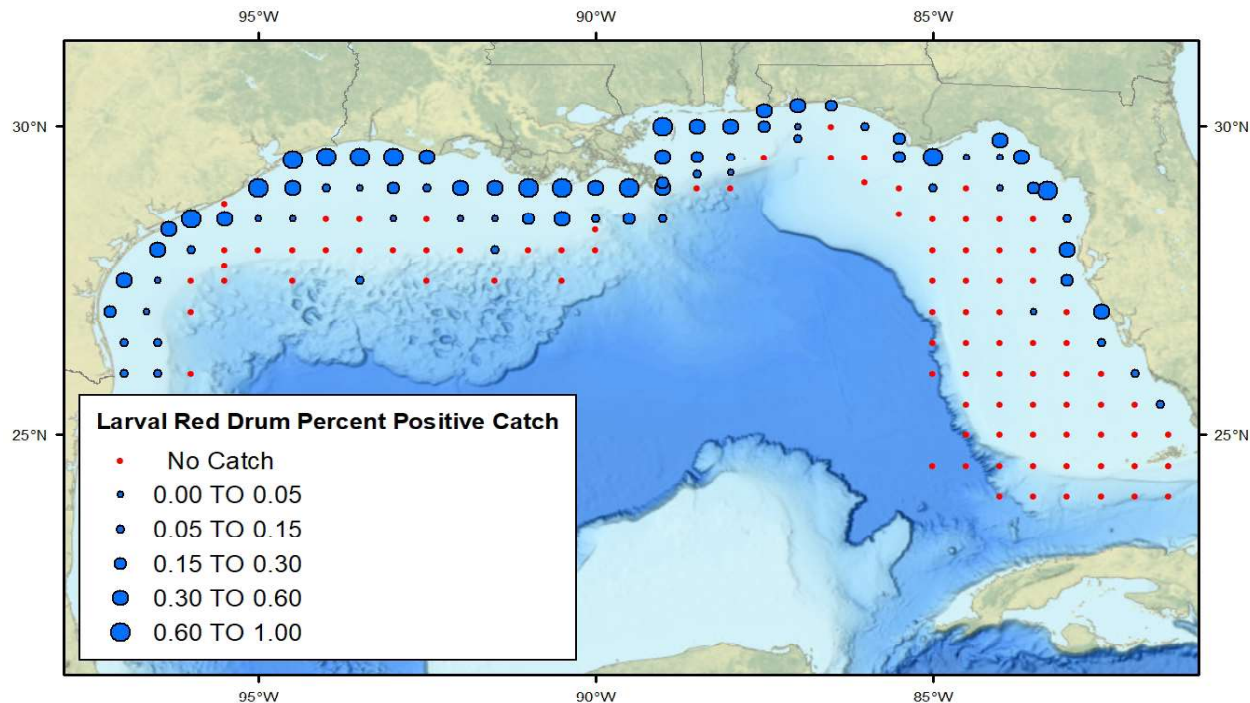 95°W 90°W 85°W
30°N 30°N
25°N 25°N
Larval Red Drum Percent Positive Catch
No Catch
0.00 TO 0.05
0.05 TO 0.15
0.15 TO 0.30
0.30 TO 0.60
0.60 TO 1.00
95°W 90°W 85°W